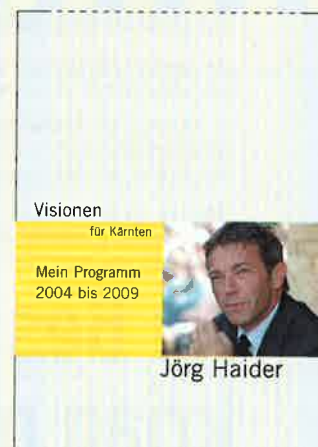 Visionen
für Kärnten
Mein Programm
2004 bis 2009
Jörg Haider